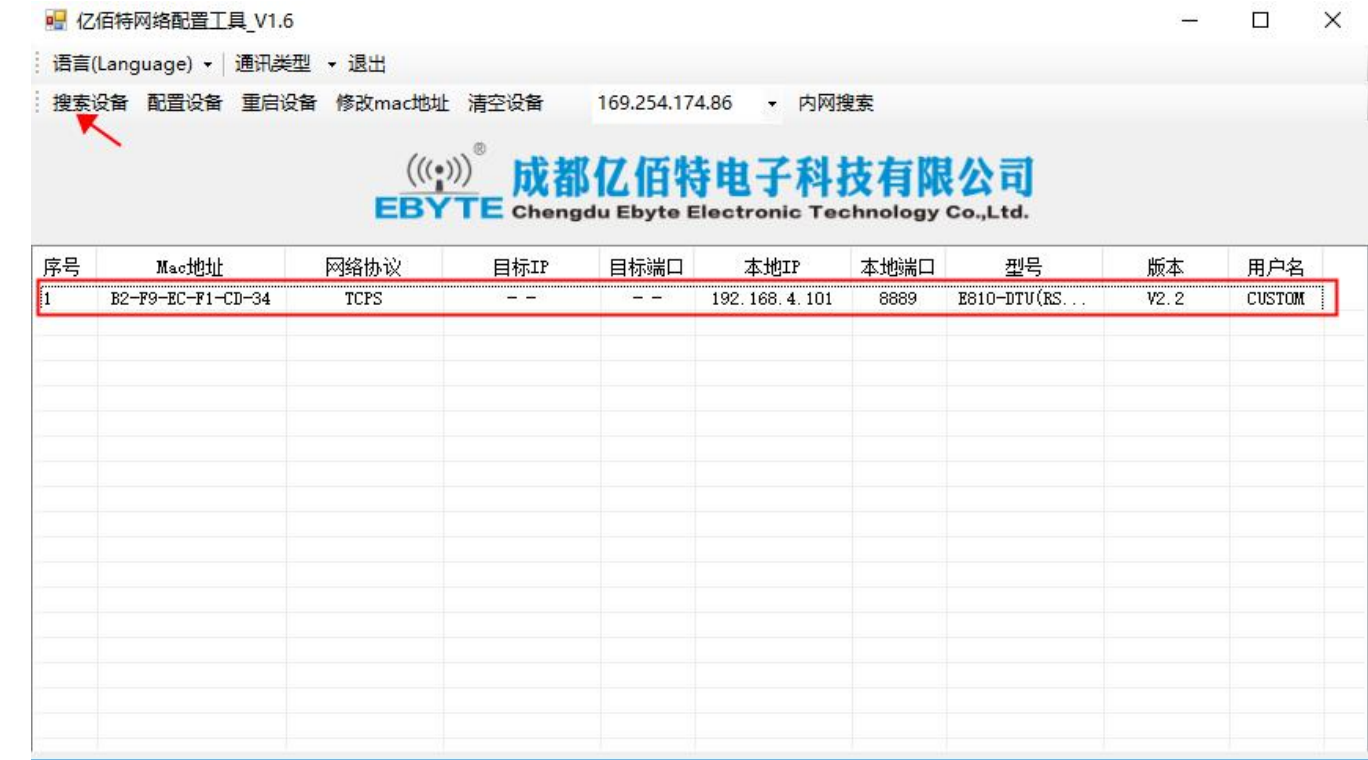 亿佰特网络配置工具_V1.6
语言(Language) 通讯类型 退出
搜索设备 配置设备 重启设备 修改mac地址 清空设备 169.254.174.86 内网搜索
® 成都亿佰特电子科技有限公司
EBYTE Chengdu Ebyte Electronic Technology Co.,Ltd.
序号 Mac地址 网络协议 目标IP 目标端口 本地IP 本地端口 型号 版本 用户名
1 B2-F9-EC-F1-CD-34 TCPS -- -- 192.168.4.101 8889 E810-DTU(RS... V2.2 CUSTOM